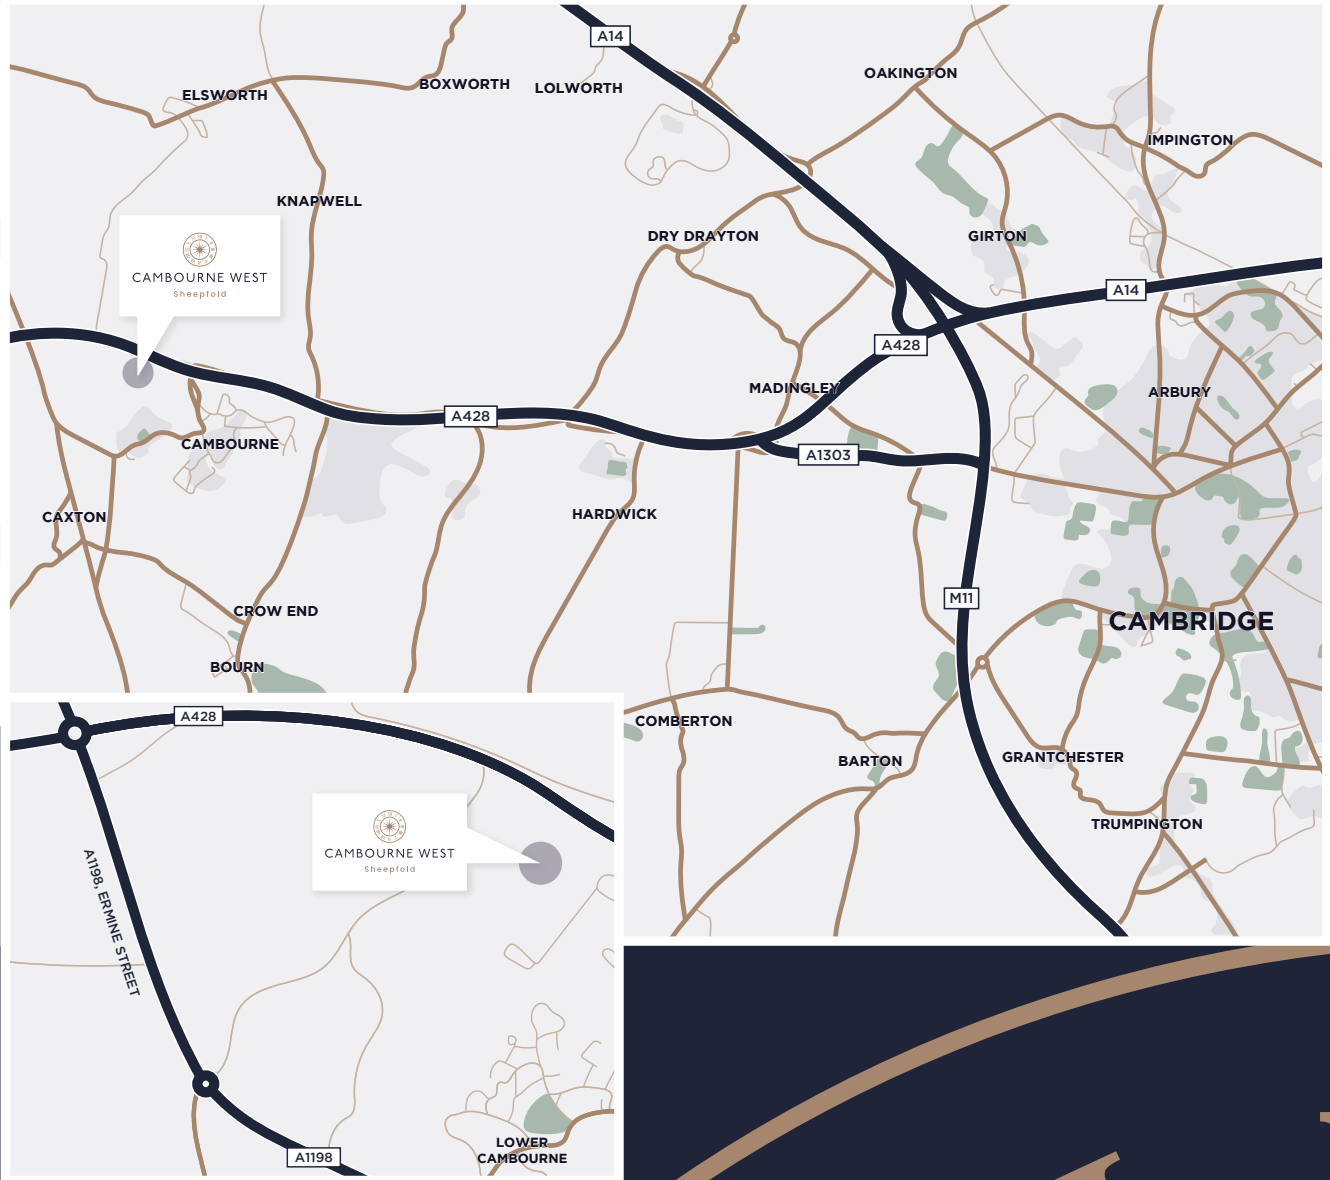 A14
OAKINGTON
BOXWORTH
LOLWORTH
ELSWORTH
IMPINGTON
KNAPWELL
DRY DRAYTON
GIRTON
CAMBOURNE WEST
Sheepfold
A14
A428
MADINGLEY
ARBURY
A428
CAMBOURNE
A1303
HARDWICK
CAXTON
M11
CROW END
CAMBRIDGE
BOURN
COMBERTON
BARTON
GRANTCHESTER
TRUMPINGTON
A428
CAMBOURNE WEST
Sheepfold
A1198, ERMINE STREET
LOWER
CAMBOURNE
A1198